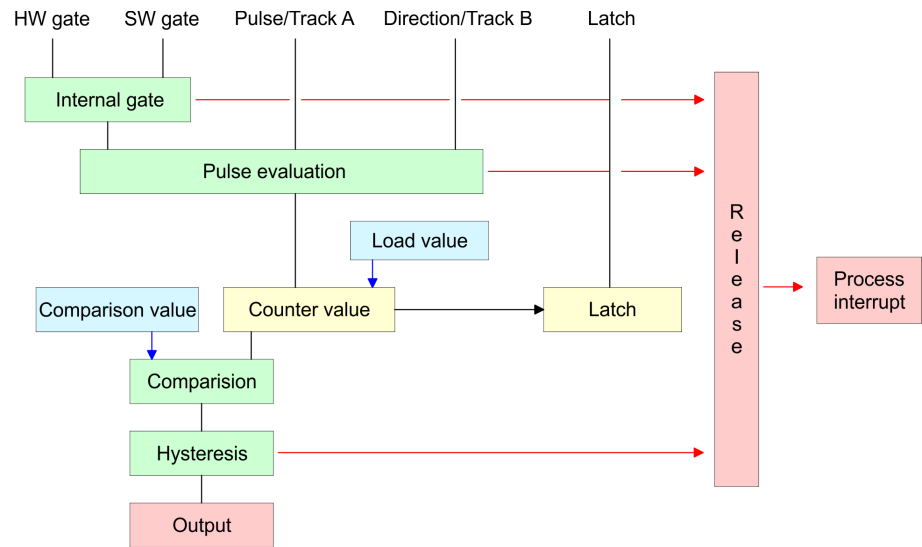 HW gate
SW gate
Pulse/Track A
Direction/Track B
Latch
Internal gate
Pulse evaluation
Release
Load value
Process
interrupt
Comparison value
Counter value
Latch
Comparision
Hysteresis
Output